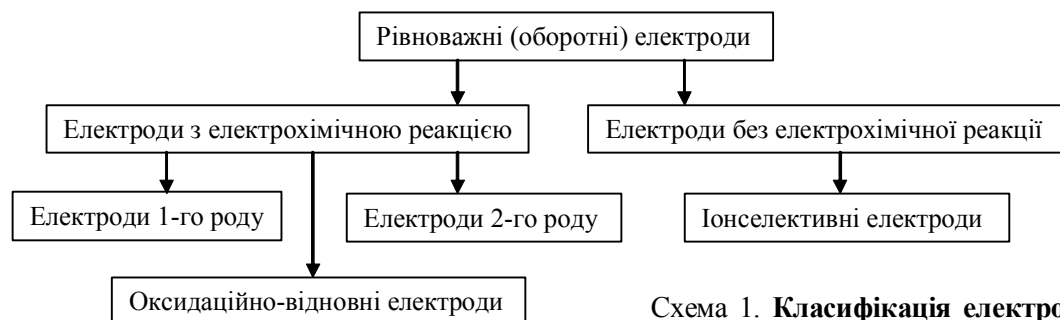 Рівноважні (оборотні) електроди
Електроди з електрохімічною реакцією
Електроди без електрохімічної реакції
Електроди 1-го роду
Електроди 2-го роду
Іонселективні електроди
Оксидаційно-відновні електроди
Схема 1. Класифікація